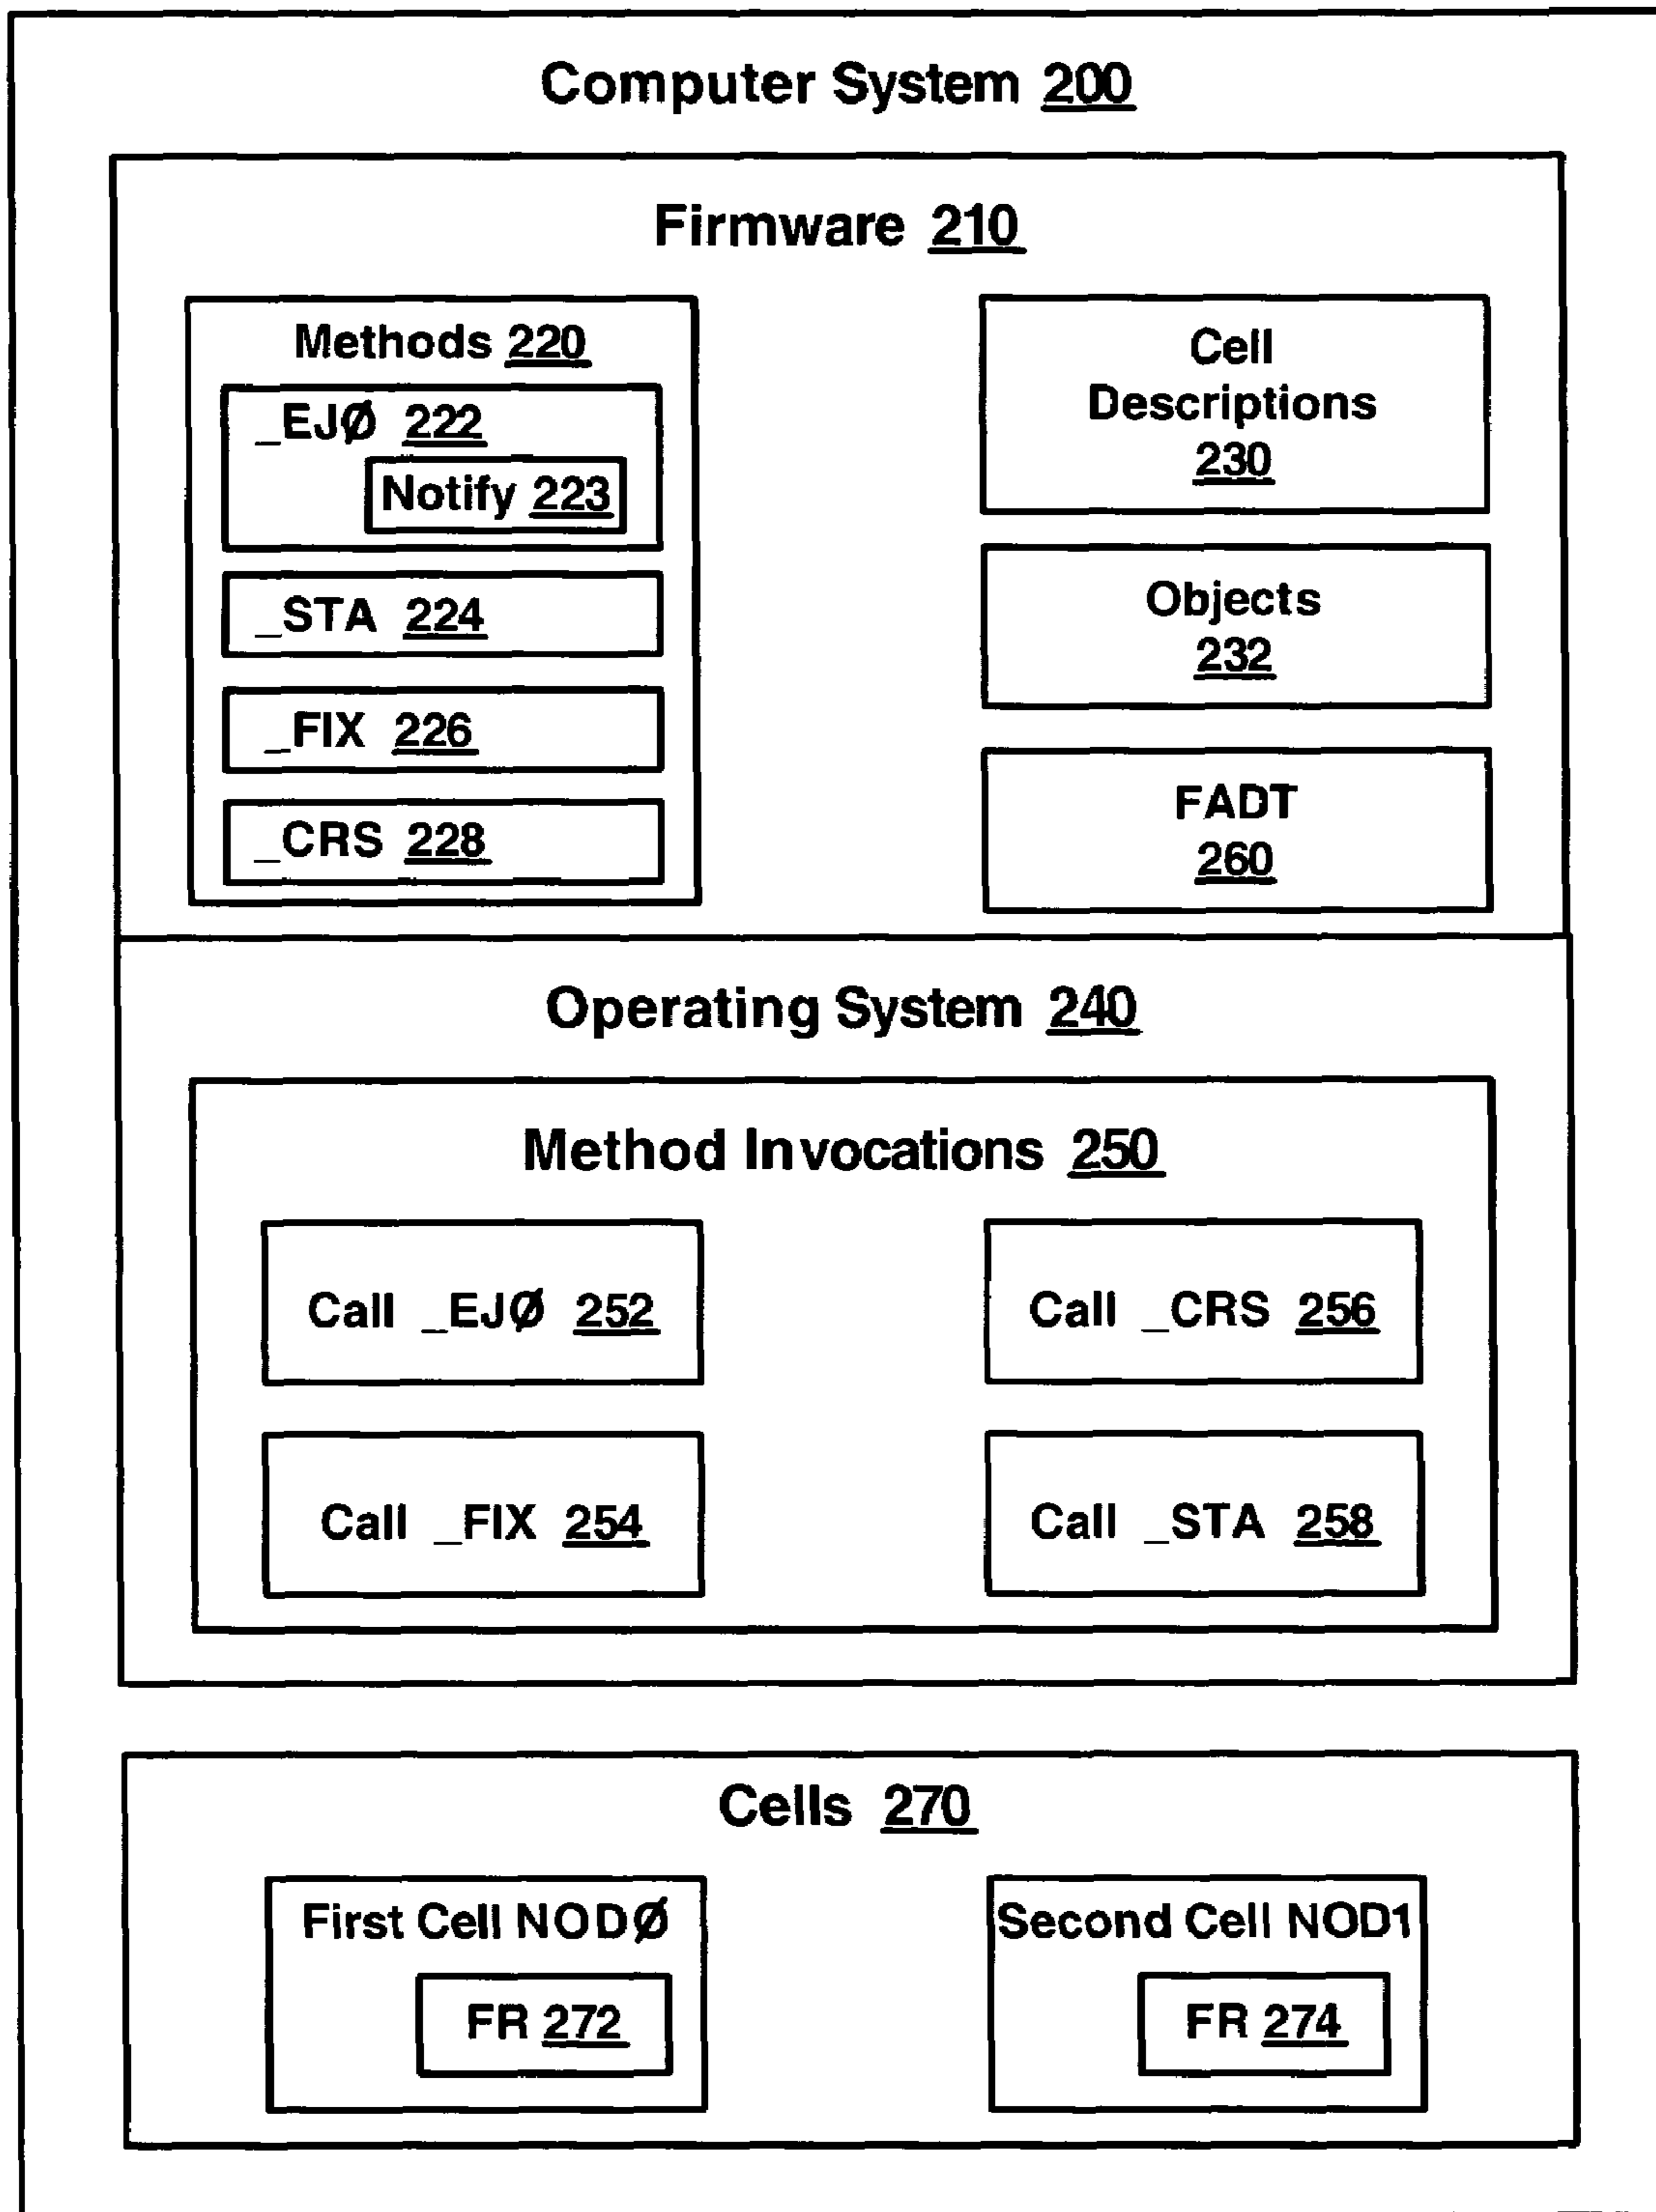 Computer System 200
Firmware 210
Methods 220
_EJØ 222
Notify 223
_STA 224
_FIX 226
_CRS 228
Cell
Descriptions
230
Objects
232
FADT
260
Operating System 240
Method Invocations 250
Call _EJØ 252
Call _CRS 256
Call _FIX 254
Call _STA 258
Cells 270
First Cell NODØ
FR 272
Second Cell NOD1
FR 274